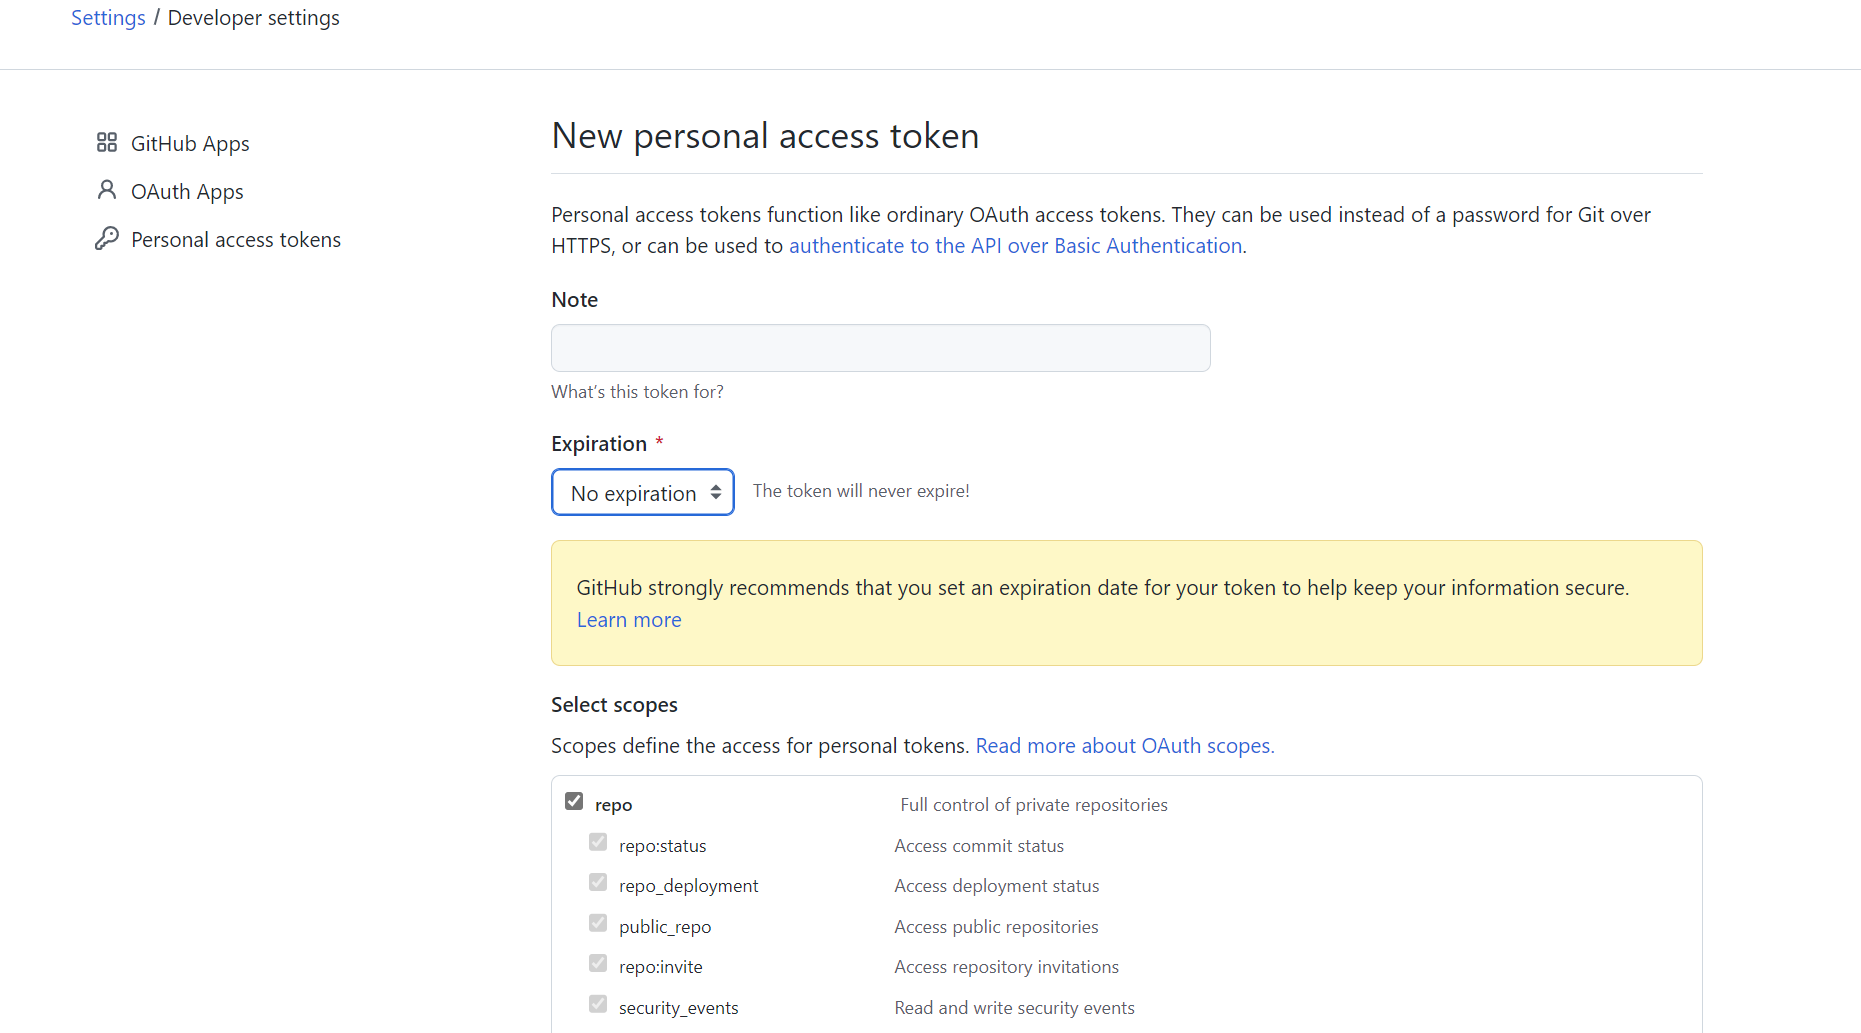 Settings / Developer settings
GitHub Apps
OAuth Apps
Personal access tokens
New personal access token
Personal access tokens function like ordinary OAuth access tokens. They can be used instead of a password for Git over
HTTPS, or can be used to authenticate to the API over Basic Authentication.
Note
What's this token for?
Expiration *
No expiration The token will never expire!
GitHub strongly recommends that you set an expiration date for your token to help keep your information secure.
Learn more
Select scopes
Scopes define the access for personal tokens. Read more about OAuth scopes.
repo Full control of private repositories
repo:status Access commit status
repo_deployment Access deployment status
public_repo Access public repositories
repo:invite Access repository invitations
security_events Read and write security events